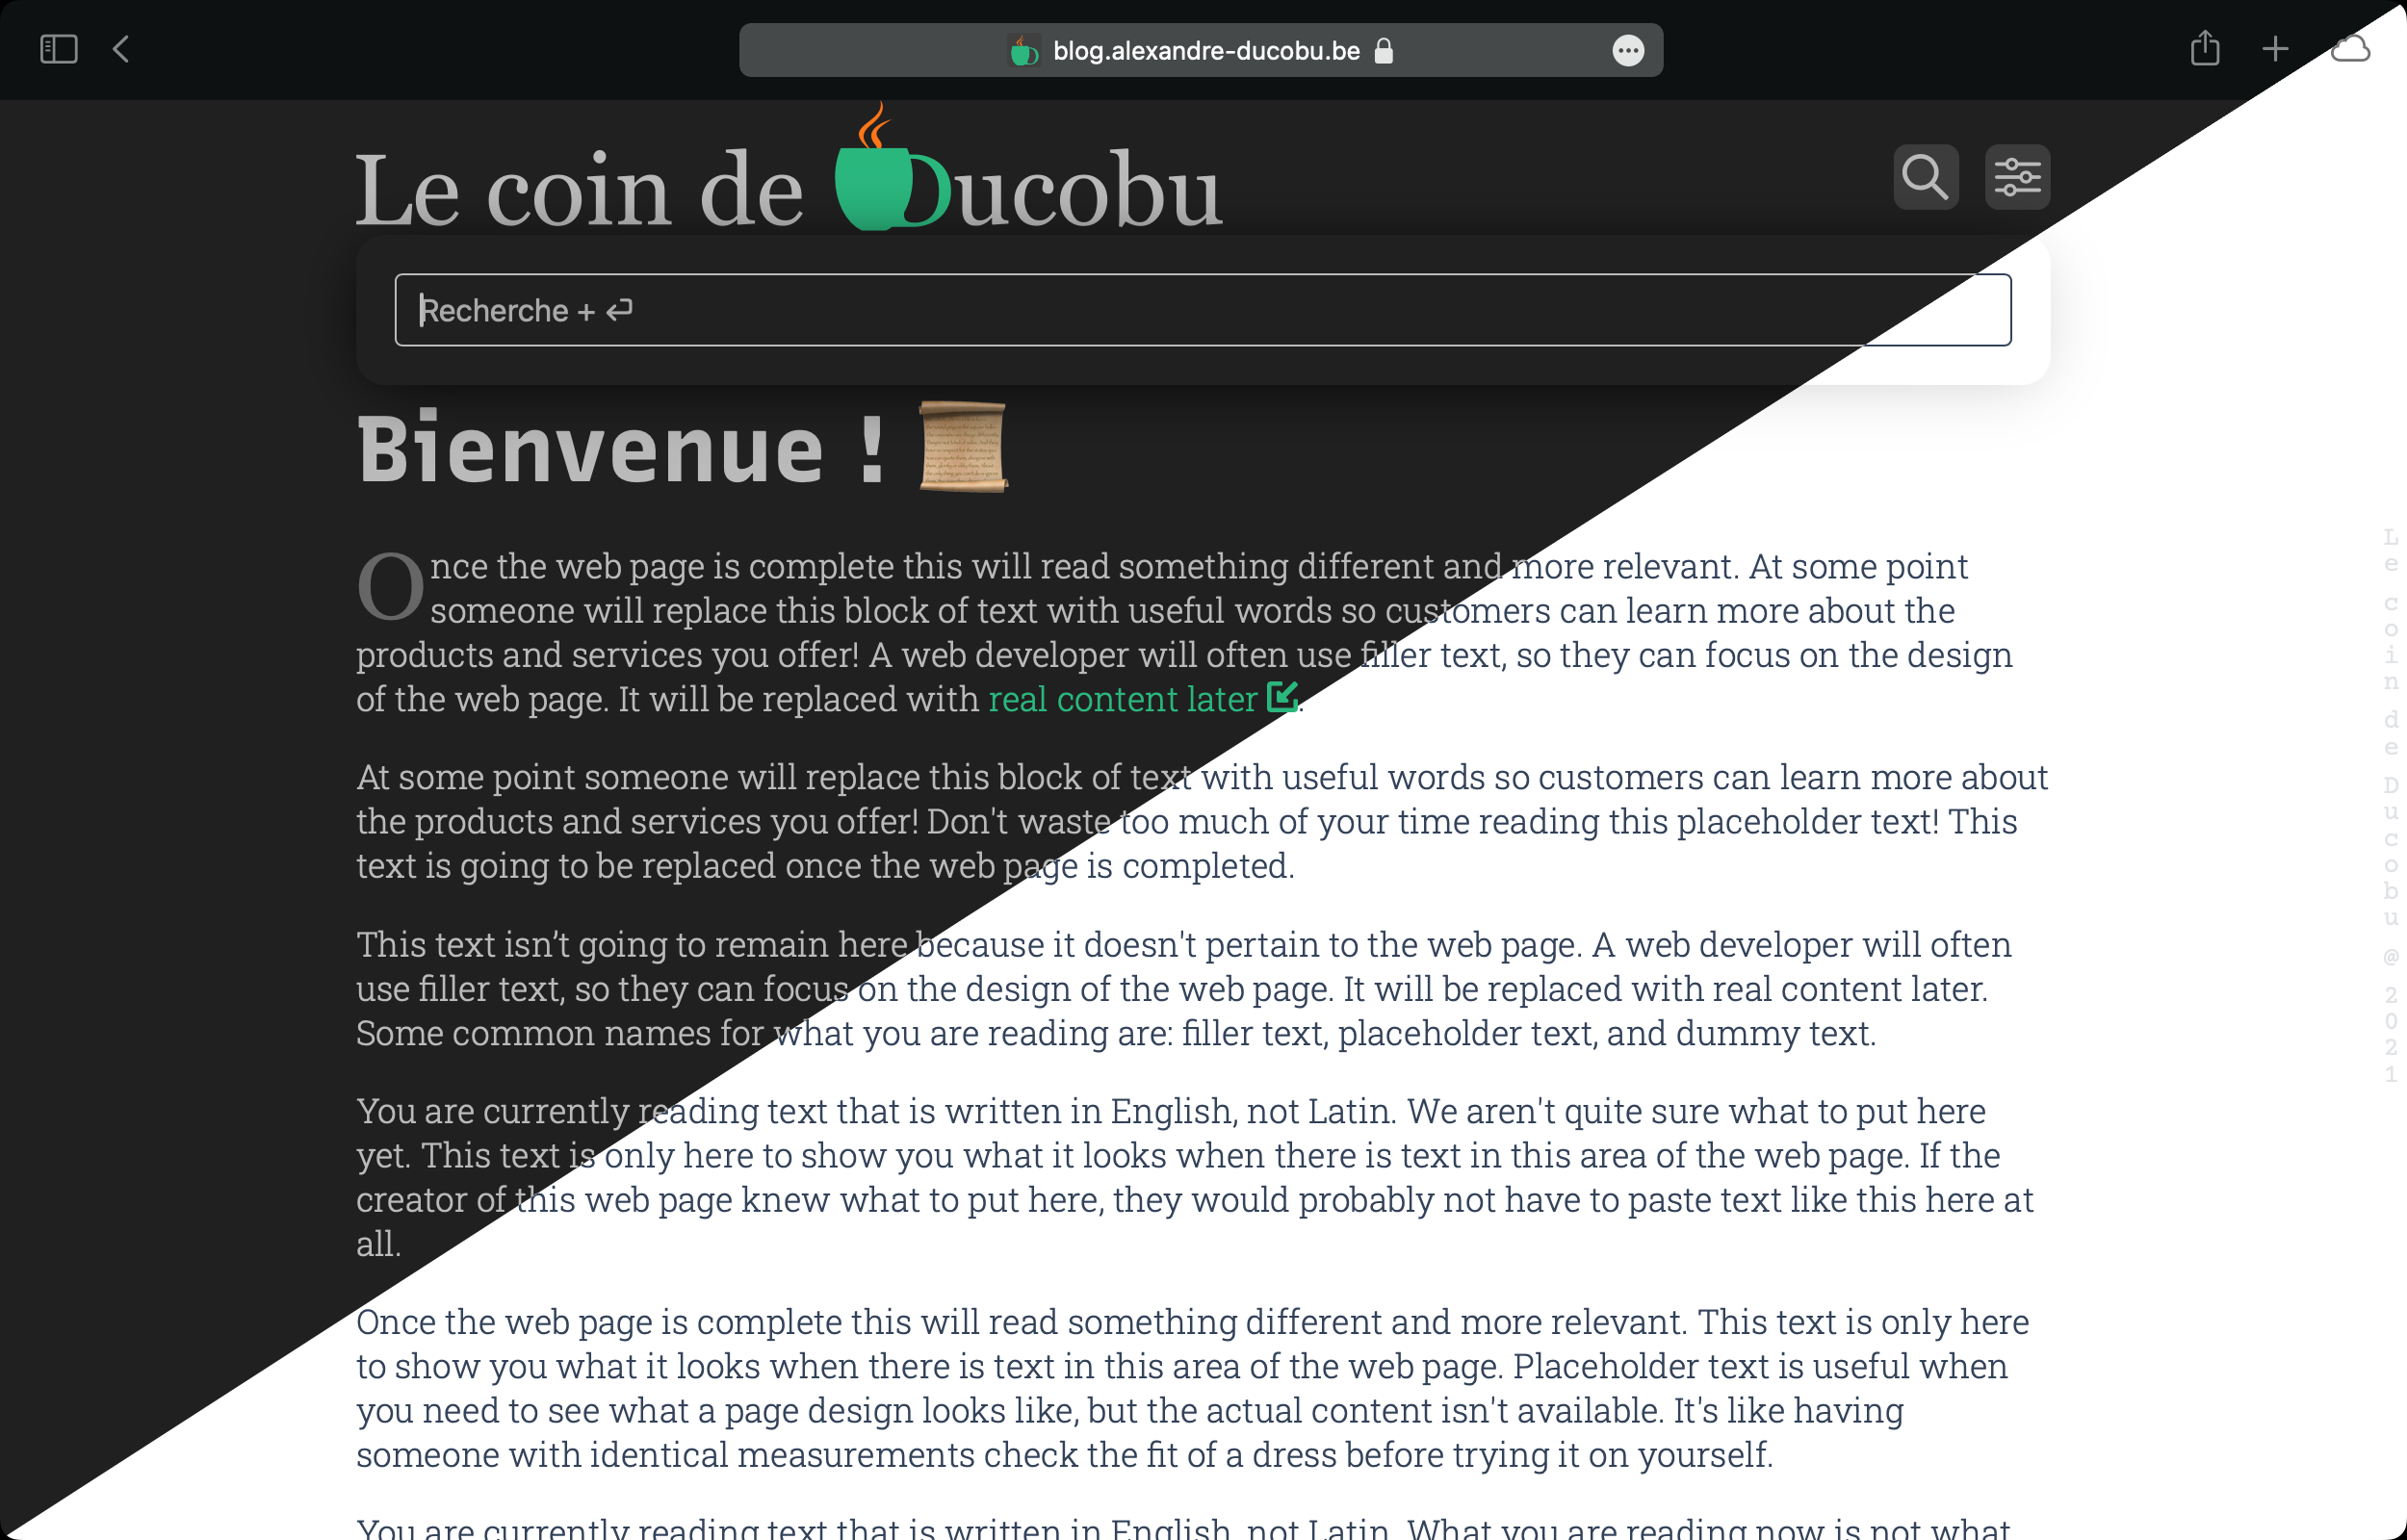 blog.alexandre-ducobu.be
Le coin de Ducobu
Recherche + ⏎
Bienvenue !
Once the web page is complete this will read something different and more relevant. At some point
someone will replace this block of text with useful words so customers can learn more about the
products and services you offer! A web developer will often use filler text, so they can focus on the design
of the web page. It will be replaced with real content later.
At some point someone will replace this block of text with useful words so customers can learn more about
the products and services you offer! Don't waste too much of your time reading this placeholder text! This
text is going to be replaced once the web page is completed.
This text isn’t going to remain here because it doesn't pertain to the web page. A web developer will often
use filler text, so they can focus on the design of the web page. It will be replaced with real content later.
Some common names for what you are reading are: filler text, placeholder text, and dummy text.
You are currently reading text that is written in English, not Latin. We aren't quite sure what to put here
yet. This text is only here to show you what it looks when there is text in this area of the web page. If the
creator of this web page knew what to put here, they would probably not have to paste text like this here at
all.
Once the web page is complete this will read something different and more relevant. This text is only here
to show you what it looks when there is text in this area of the web page. Placeholder text is useful when
you need to see what a page design looks like, but the actual content isn't available. It's like having
someone with identical measurements check the fit of a dress before trying it on yourself.
You are currently reading text that is written in English, not Latin. What you are reading now is not what
Le coin de Ducobu @ 2021